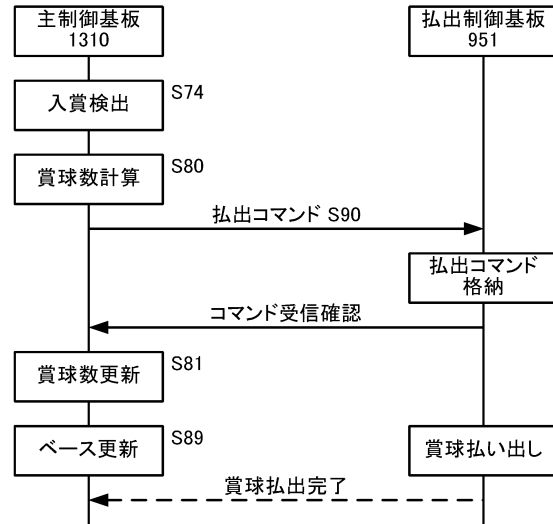 主制御基板
1310
払出制御基板
951
入賞検出
S74
賞球数計算
S80
払出コマンド S90
払出コマンド
格納
コマンド受信確認
賞球数更新
S81
ベース更新
S89
賞球払い出し
賞球払出完了